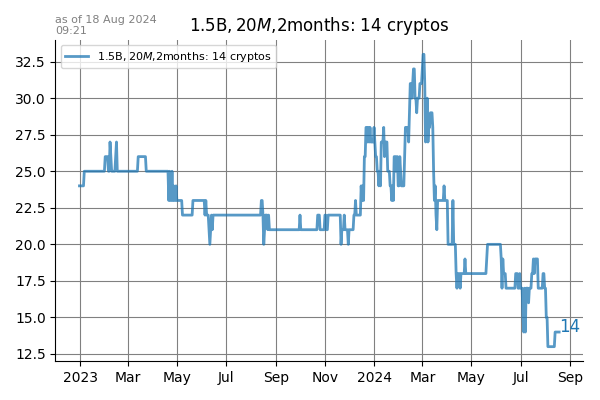 as of 18 Aug 2024
09:21
1.5B, 20M,2months: 14 cryptos
1.5B, 20M,2months: 14 cryptos
32.5
30.0
27.5
25.0
22.5
20.0
17.5
15.0
12.5
14
2023 Mar May Jul Sep Nov 2024 Mar May Jul Sep